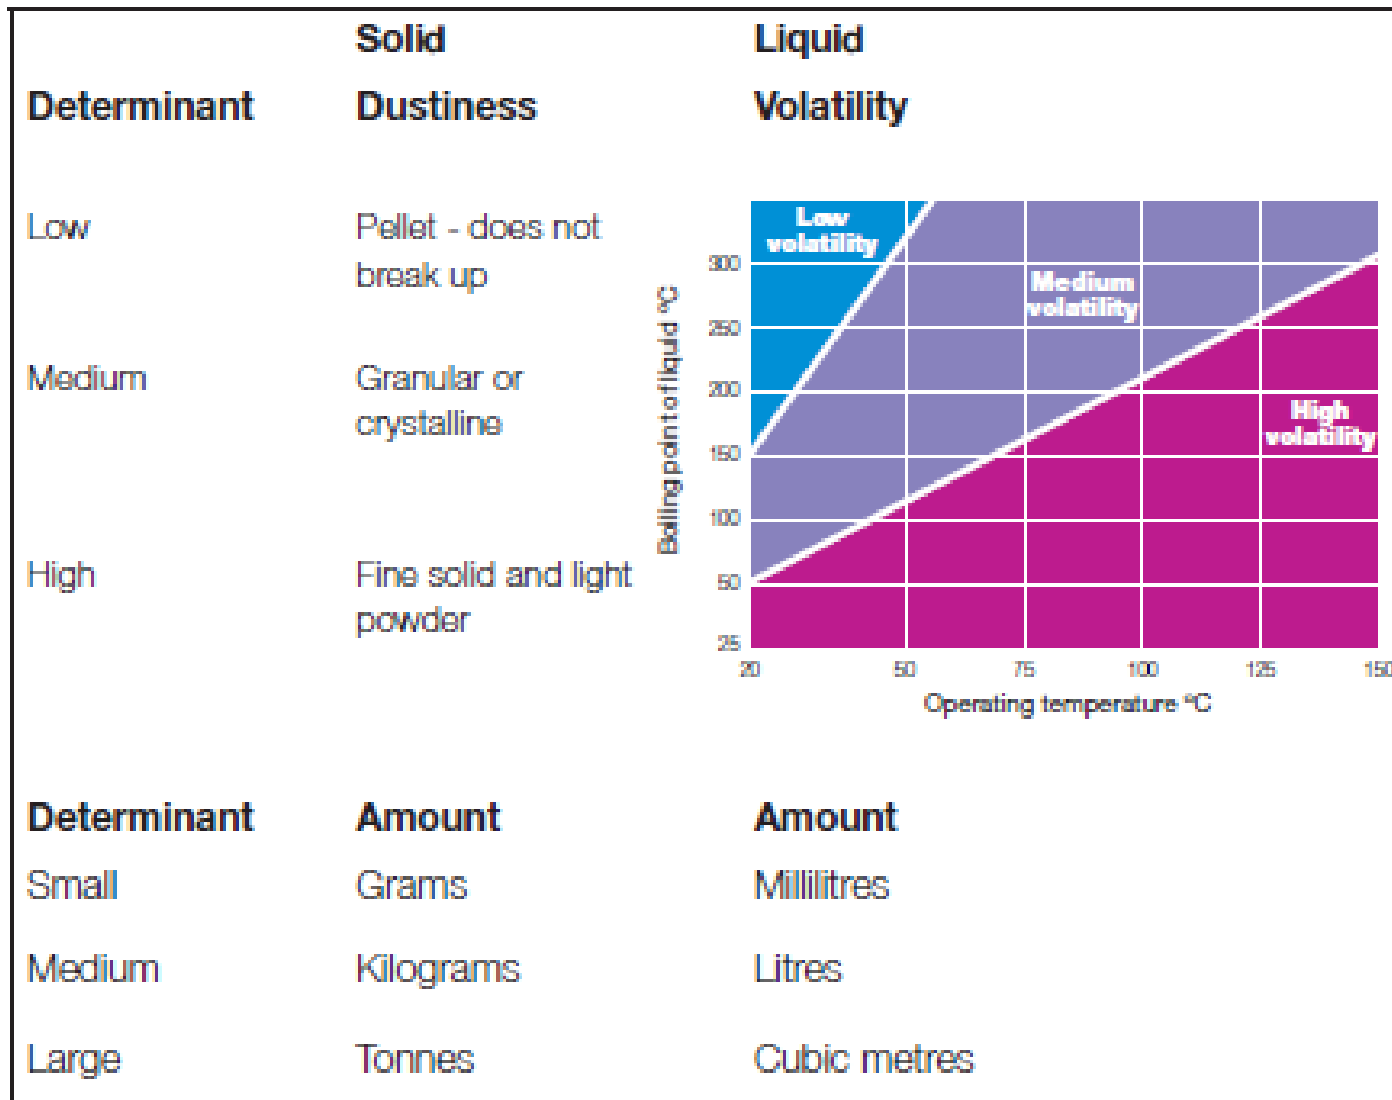 Solid Liquid
Determinant Dustiness Volatility
Low Pellet - does not
break up
Medium Granular or
crystalline
High Fine solid and light
powder
Low
volatility
Medium
volatility
High
volatility
Boiling point of liquid ºC
300
250
200
150
100
50
25
20 50 75 100 125 150
Operating temperature ºC
Determinant Amount Amount
Small Grams Millilitres
Medium Kilograms Litres
Large Tonnes Cubic metres